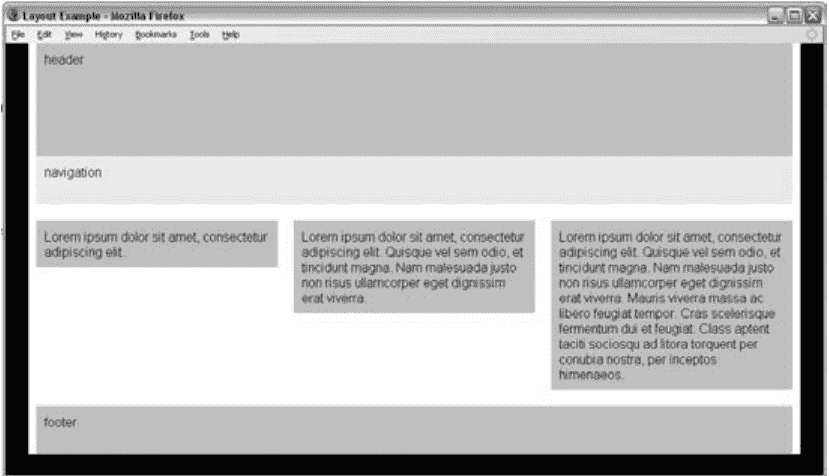 Layout Example - Mozilla Firefox
File Edit View History Bookmarks Tools Help
header
navigation
Lorem ipsum dolor sit amet, consectetur
adipiscing elit.
Lorem ipsum dolor sit amet, consectetur
adipiscing elit. Quisque vel sem odio, et
tincidunt magna. Nam malesuada justo
non risus ullamcorper eget dignissim
erat viverra.
Lorem ipsum dolor sit amet, consectetur
adipiscing elit. Quisque vel sem odio, et
tincidunt magna. Nam malesuada justo
non risus ullamcorper eget dignissim
erat viverra. Mauris viverra massa ac
libero feugiat tempor. Cras scelerisque
fermentum dui et feugiat. Class aptent
taciti sociosqu ad litora torquent per
conubia nostra, per inceptos
himenaeos.
footer